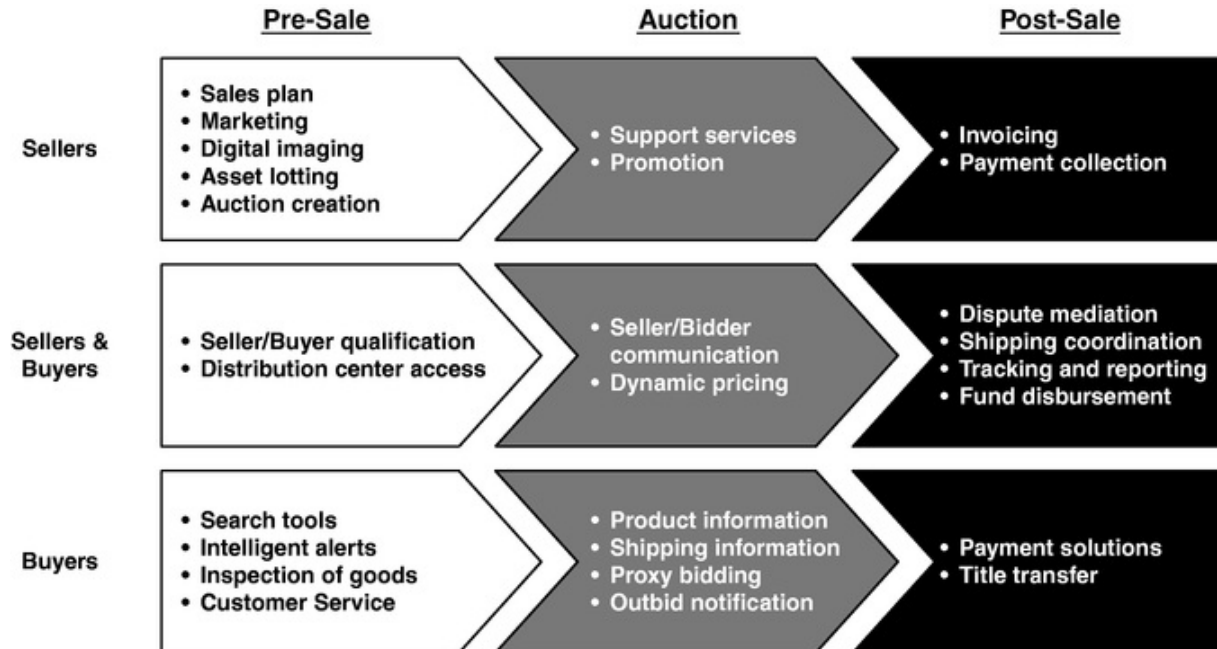 Pre-Sale Auction Post-Sale
Sellers
• Sales plan
• Marketing
• Digital imaging
• Asset lotting
• Auction creation
• Support services
• Promotion
• Invoicing
• Payment collection
Sellers &
Buyers
• Seller/Buyer qualification
• Distribution center access
• Seller/Bidder
communication
• Dynamic pricing
• Dispute mediation
• Shipping coordination
• Tracking and reporting
• Fund disbursement
Buyers
• Search tools
• Intelligent alerts
• Inspection of goods
• Customer Service
• Product information
• Shipping information
• Proxy bidding
• Outbid notification
• Payment solutions
• Title transfer